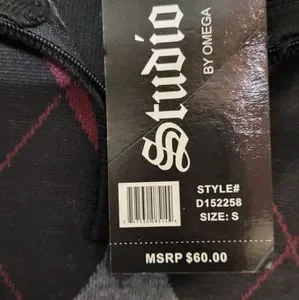 Studio
BY OMEGA
STYLE#
D152258
SIZE: S
MSRP $60.00